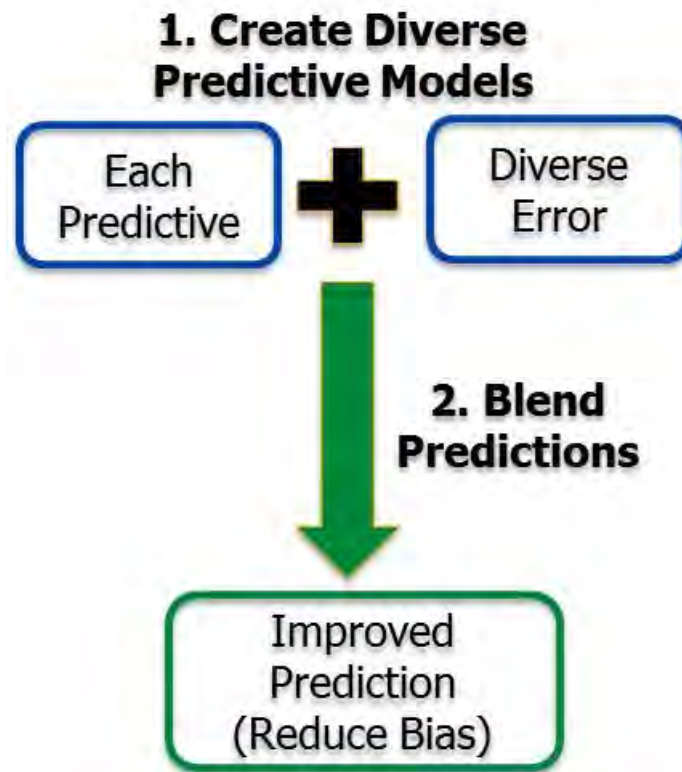 1. Create Diverse
Predictive Models
Each
Predictive
Diverse
Error
2. Blend
Predictions
Improved
Prediction
(Reduce Bias)